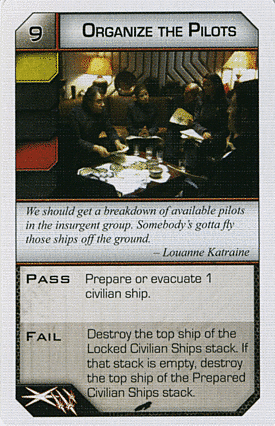 9 ORGANIZE THE PILOTS
We should get a breakdown of available pilots
in the insurgent group. Somebody's gotta fly
those ships off the ground.
– Louanne Katraine
PASS Prepare or evacuate 1
civilian ship.
FAIL Destroy the top ship of the
Locked Civilian Ships stack. If
that stack is empty, destroy
the top ship of the Prepared
Civilian Ships stack.